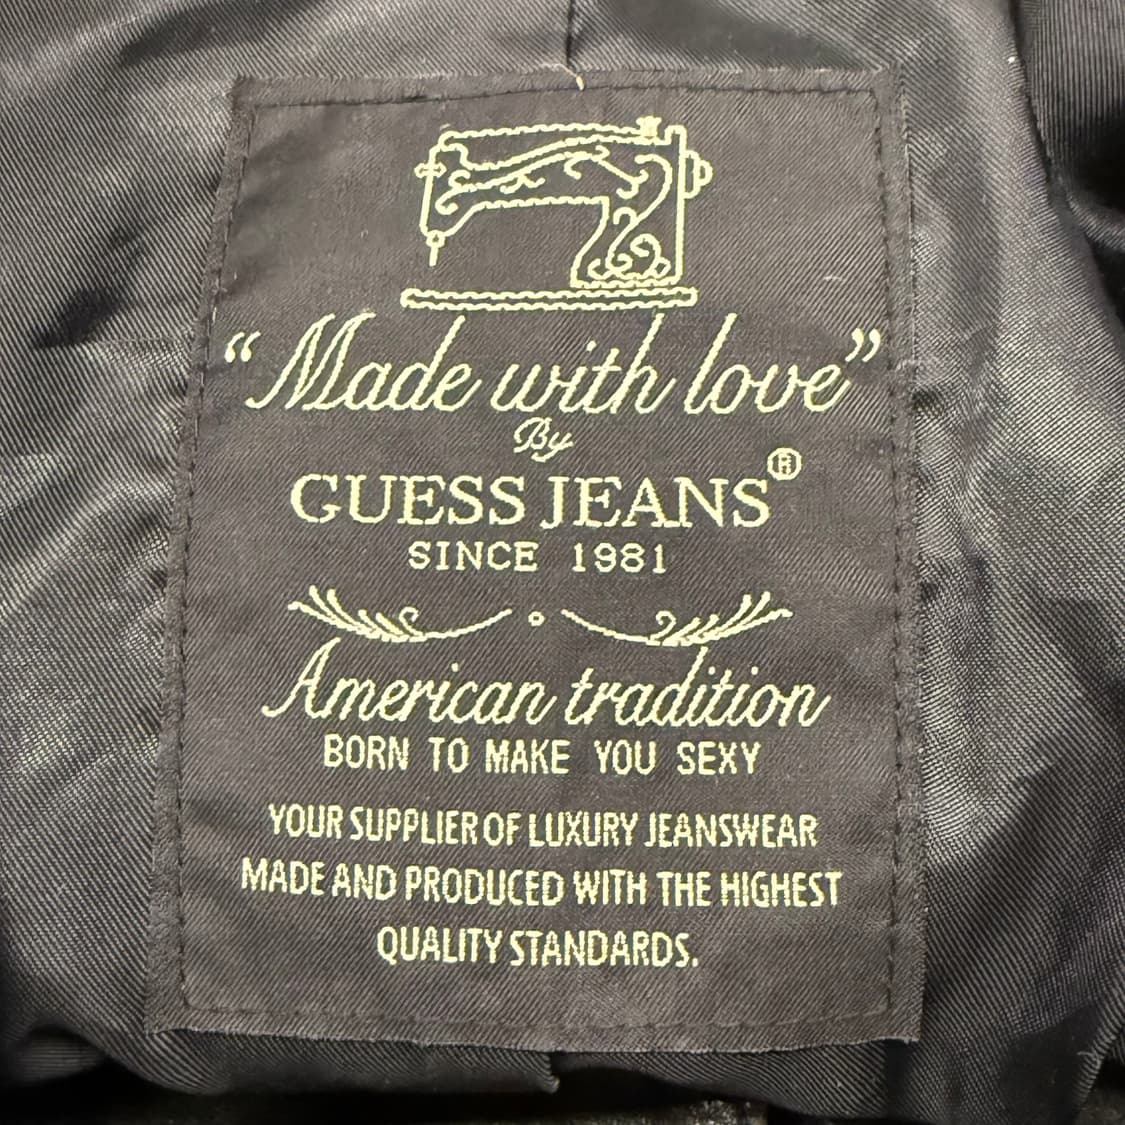 “Made with love”
By
GUESS JEANS®
SINCE 1981
American tradition
BORN TO MAKE YOU SEXY
YOUR SUPPLIER OF LUXURY JEANSWEAR
MADE AND PRODUCED WITH THE HIGHEST
QUALITY STANDARDS.